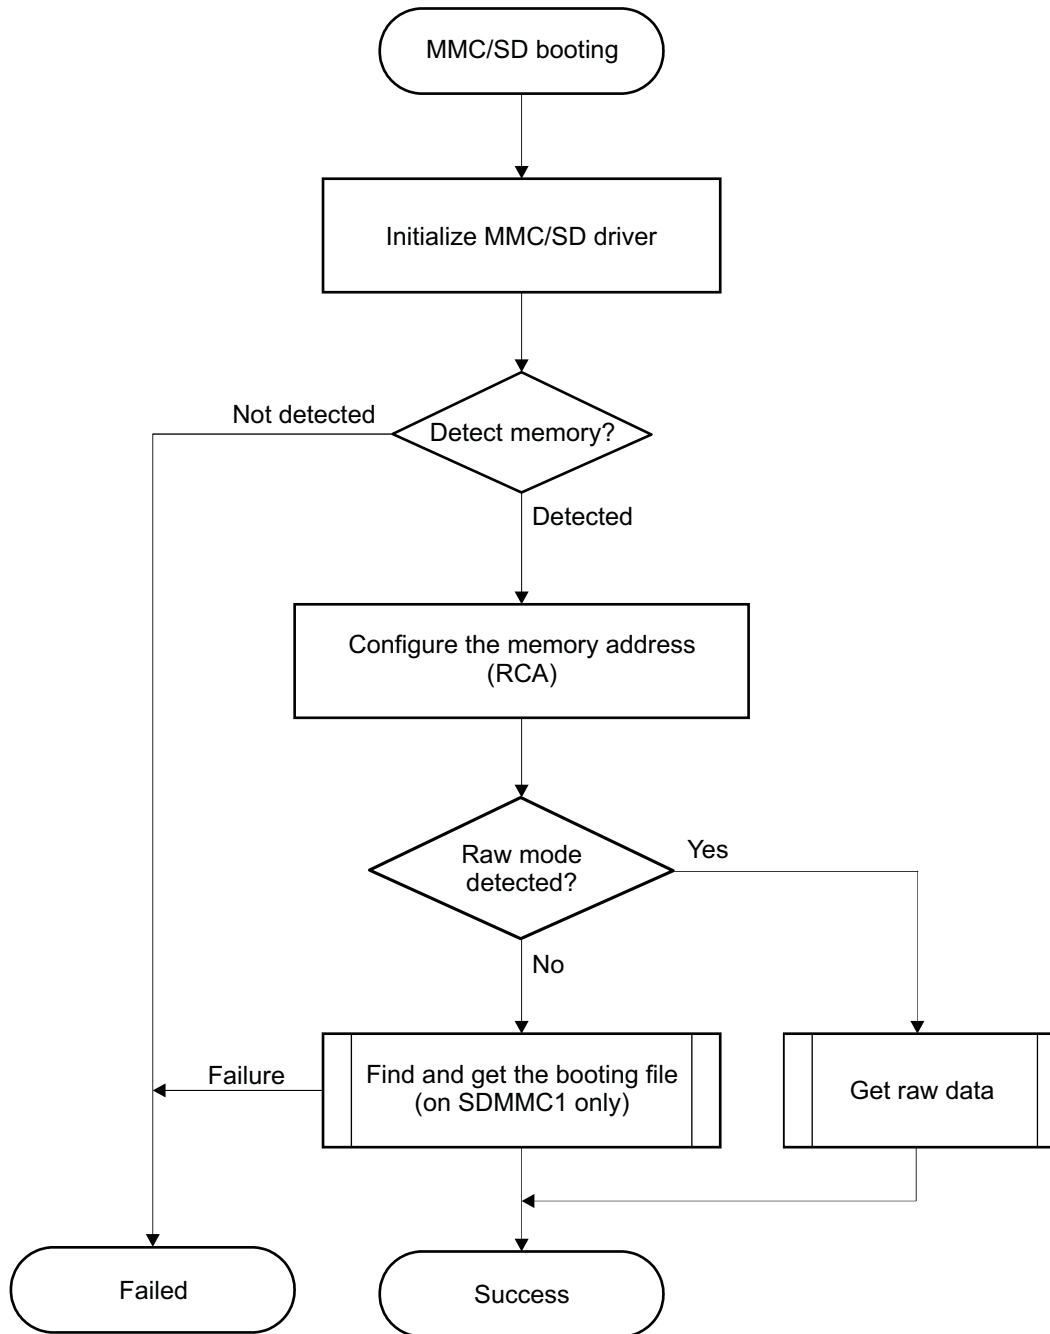 MMC/SD booting
Initialize MMC/SD driver
Not detected
Detect memory?
Detected
Configure the memory address
(RCA)
Raw mode
detected?
Yes
No
Failure
Find and get the booting file
(on SDMMC1 only)
Get raw data
Failed
Success